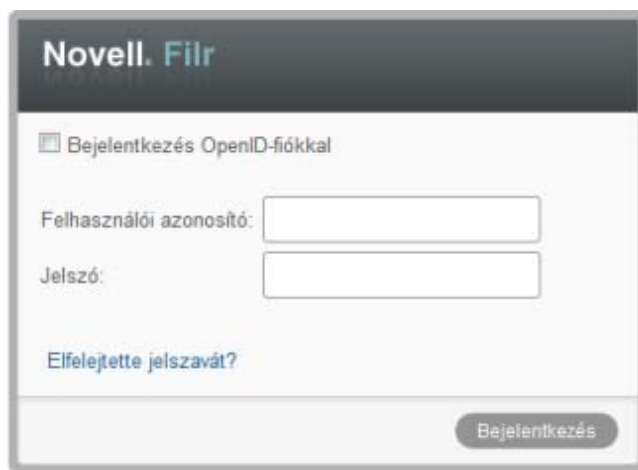 Novell. Filr
Bejelentkezés OpenID-fiókkal
Felhasználói azonosító:
Jelszó:
Elfelejtette jelszavát?
Bejelentkezés